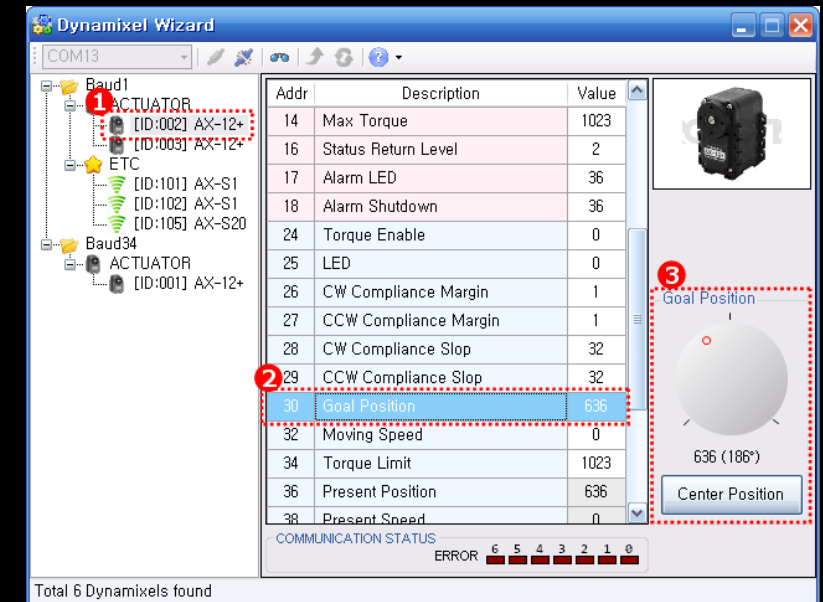 Dynamixel Wizard
COM13
Baud1
1
ACTUATOR
[ID:002] AX-12+
[ID:003] AX-12+
ETC
[ID:101] AX-S1
[ID:102] AX-S1
[ID:105] AX-S20
Baud34
ACTUATOR
[ID:001] AX-12+
Addr Description Value
14 Max Torque 1023
16 Status Return Level 2
17 Alarm LED 36
18 Alarm Shutdown 36
24 Torque Enable 0
25 LED 0
26 CW Compliance Margin 1
27 CCW Compliance Margin 1
28 CW Compliance Slop 32
2
29 CCW Compliance Slop 32
30 Goal Position 636
32 Moving Speed 0
34 Torque Limit 1023
36 Present Position 636
38 Present Speed 0
3
Goal Position
636 (186°)
Center Position
COMMUNICATION STATUS
ERROR 6 5 4 3 2 1 0
Total 6 Dynamixels found